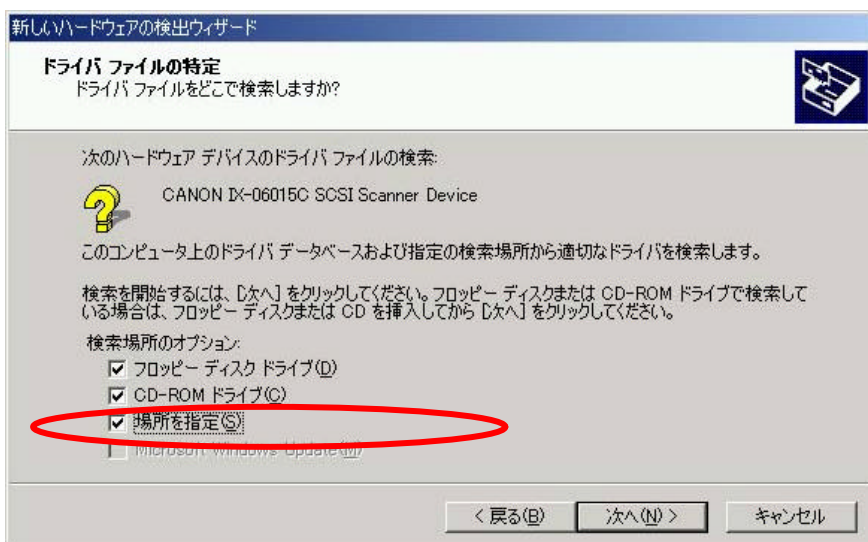 新しいハードウェアの検出ウィザード
ドライバ ファイルの特定
ドライバ ファイルをどこで検索しますか?
次のハードウェア デバイスのドライバ ファイルの検索:
CANON IX-06015C SCSI Scanner Device
このコンピュータ上のドライバ データベースおよび指定の検索場所から適切なドライバを検索します。
検索を開始するには、[次へ] をクリックしてください。フロッピー ディスクまたは CD-ROM ドライブで検索して
いる場合は、フロッピー ディスクまたは CD を挿入してから [次へ] をクリックしてください。
検索場所のオプション:
フロッピー ディスク ドライブ(D)
CD-ROM ドライブ(C)
場所を指定(S)
Microsoft Windows Update(M)
< 戻る(B) 次へ(N) > キャンセル